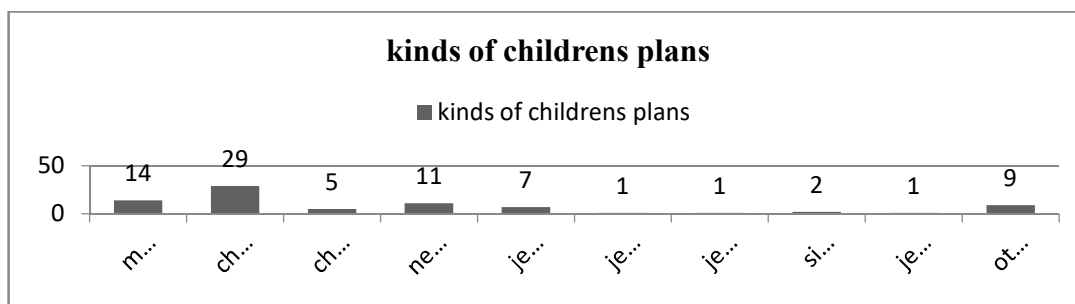 kinds of childrens plans
kinds of childrens plans
50
14 29 5 11 7 1 1 2 1 9
0
m... ch... ch... ne... je... je... je... si... je... ot...